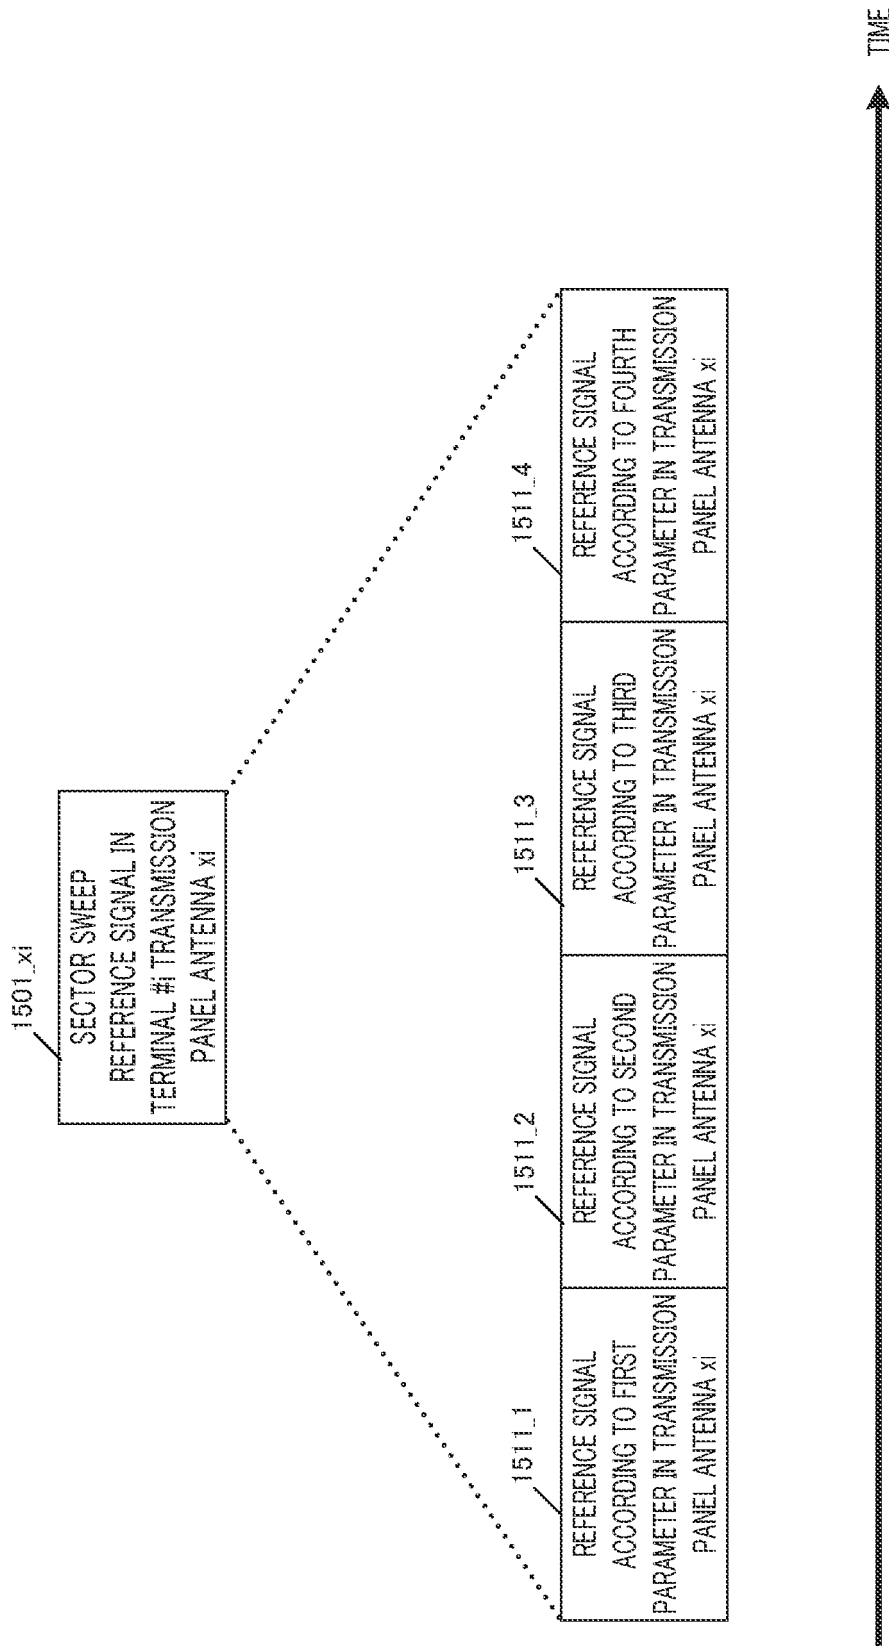 1501_xi
SECTOR SWEEP
REFERENCE SIGNAL IN
TERMINAL #i TRANSMISSION
PANEL ANTENNA xi
1511_1
REFERENCE SIGNAL
ACCORDING TO FIRST
PARAMETER IN TRANSMISSION
PANEL ANTENNA xi
1511_2
REFERENCE SIGNAL
ACCORDING TO SECOND
PARAMETER IN TRANSMISSION
PANEL ANTENNA xi
1511_3
REFERENCE SIGNAL
ACCORDING TO THIRD
PARAMETER IN TRANSMISSION
PANEL ANTENNA xi
1511_4
REFERENCE SIGNAL
ACCORDING TO FOURTH
PARAMETER IN TRANSMISSION
PANEL ANTENNA xi
TIME